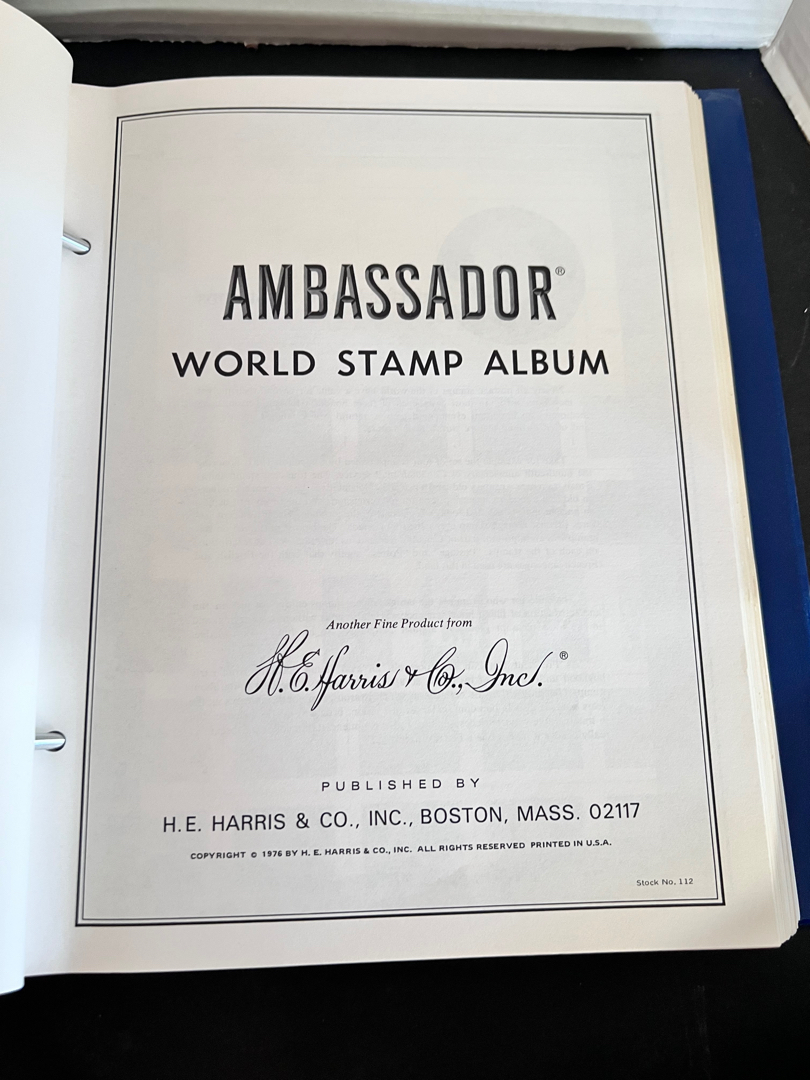 AMBASSADOR®
WORLD STAMP ALBUM
Another Fine Product from
H. E. Harris & Co., Inc.®
PUBLISHED BY
H.E. HARRIS & CO., INC., BOSTON, MASS. 02117
COPYRIGHT © 1976 BY H. E. HARRIS & CO., INC. ALL RIGHTS RESERVED PRINTED IN U.S.A.
Stock No. 112